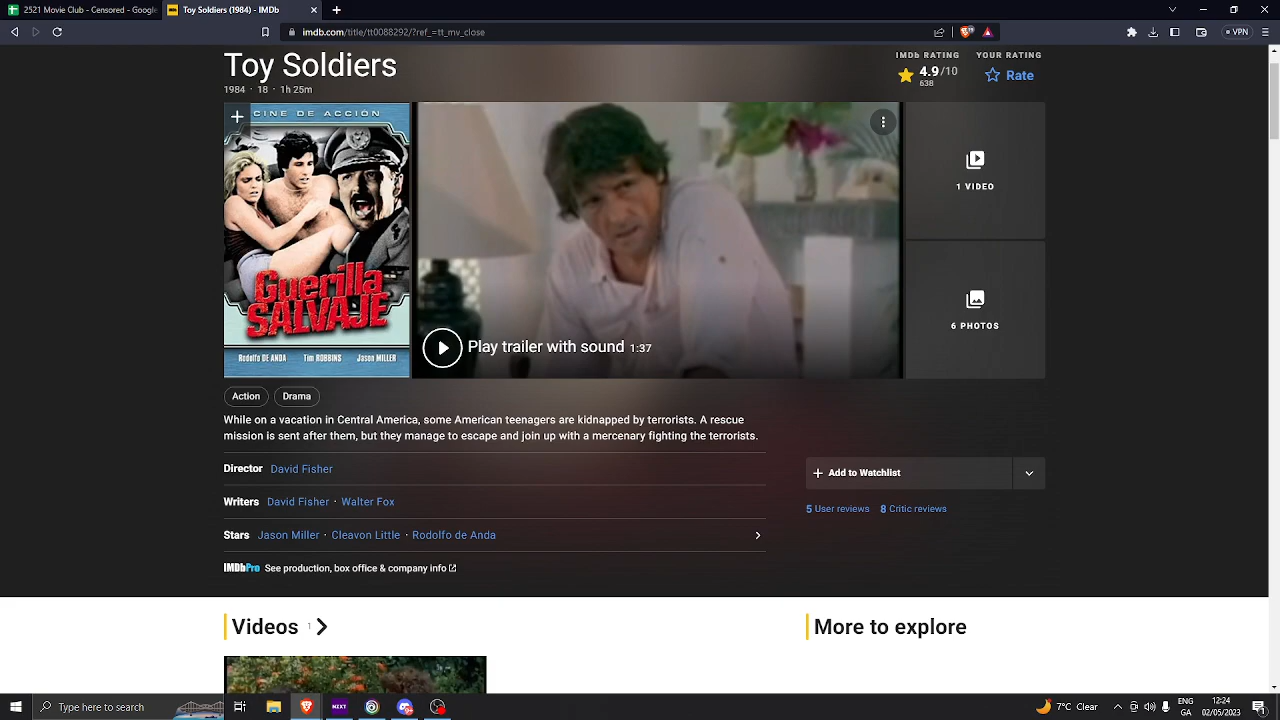 2521 Movie Club - Censored - Google
Toy Soldiers (1984) - IMDb
imdb.com/title/tt0088292/?ref_=tt_mv_close
VPN
Toy Soldiers
1984 · 18 · 1h 25m
IMDb RATING
4.9/10
638
YOUR RATING
Rate
CINE DE ACCIÓN
Guerilla
SALVAJE
Rodolfo DE ANDA Tim ROBBINS Jason MILLER
Play trailer with sound 1:37
1 VIDEO
6 PHOTOS
Action
Drama
While on a vacation in Central America, some American teenagers are kidnapped by terrorists. A rescue
mission is sent after them, but they manage to escape and join up with a mercenary fighting the terrorists.
Director David Fisher
Writers David Fisher · Walter Fox
Stars Jason Miller · Cleavon Little · Rodolfo de Anda
IMDbPro See production, box office & company info
+ Add to Watchlist
5 User reviews 8 Critic reviews
Videos 1
More to explore
Type here to search
NEXT
7°C Clear
ENG
GA
12:24
02/05/2023